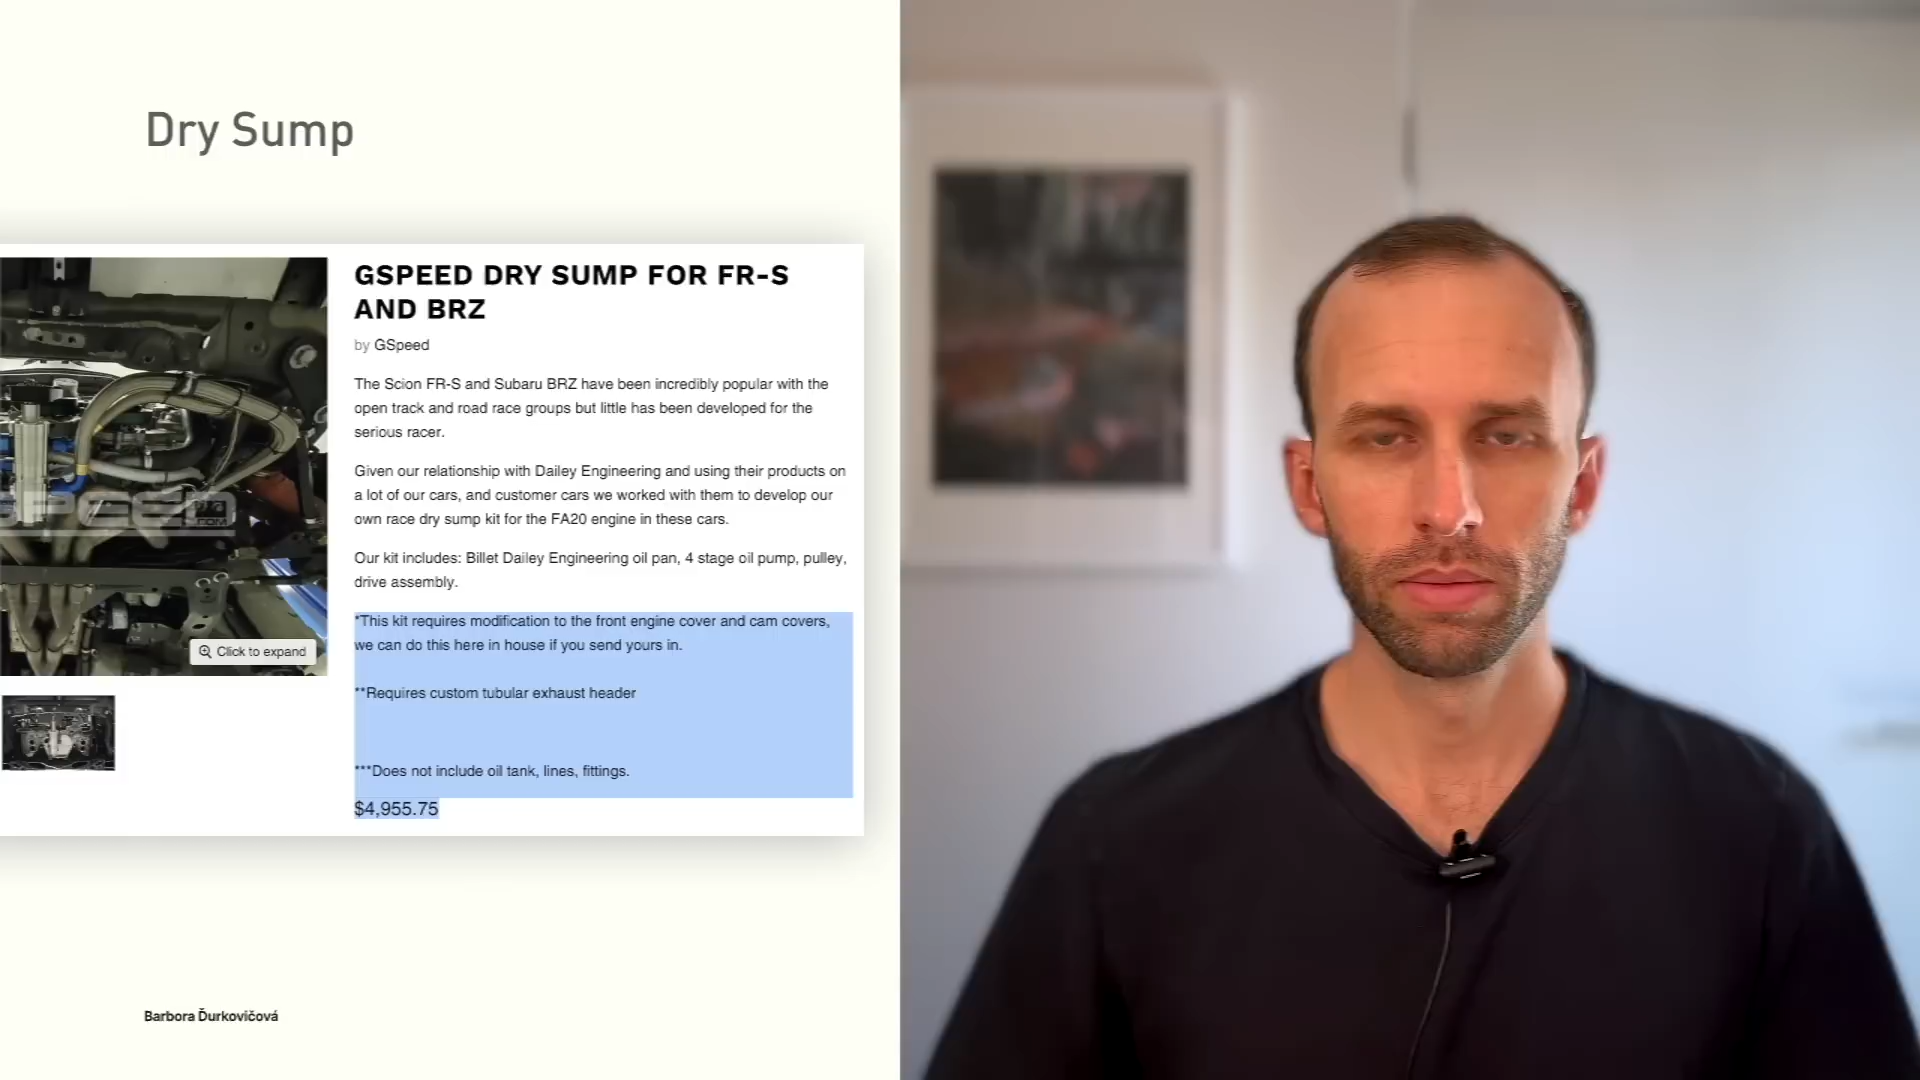 Dry Sump
GSPEED DRY SUMP FOR FR-S
AND BRZ
by GSpeed
The Scion FR-S and Subaru BRZ have been incredibly popular with the
open track and road race groups but little has been developed for the
serious racer.
Given our relationship with Dailey Engineering and using their products on
a lot of our cars, and customer cars we worked with them to develop our
own race dry sump kit for the FA20 engine in these cars.
Our kit includes: Billet Dailey Engineering oil pan, 4 stage oil pump, pulley,
drive assembly.
*This kit requires modification to the front engine cover and cam covers,
we can do this here in house if you send yours in.
**Requires custom tubular exhaust header
***Does not include oil tank, lines, fittings.
$4,955.75
Click to expand
Barbora Ďurkovičová